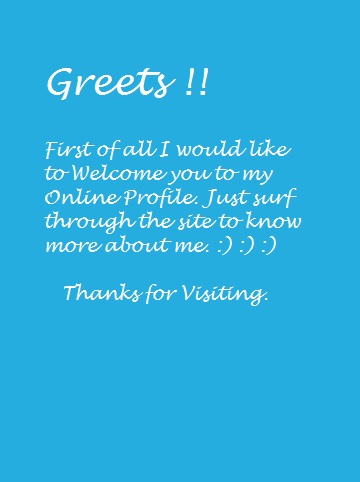 Greets !!
First of all I would like
to Welcome you to my
Online Profile. Just surf
through the site to know
more about me. :) :) :)
Thanks for Visiting.